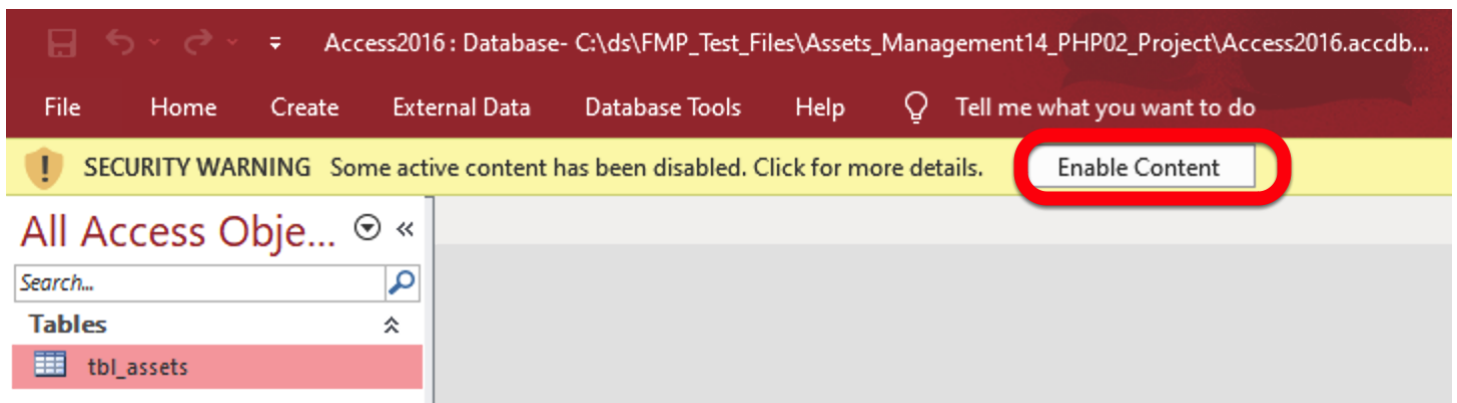 Access2016 : Database- C:\ds\FMP_Test_Files\Assets_Management14_PHP02_Project\Access2016.accdb...
File Home Create External Data Database Tools Help Tell me what you want to do
SECURITY WARNING Some active content has been disabled. Click for more details. Enable Content
All Access Obje... «
Search...
Tables
tbl_assets